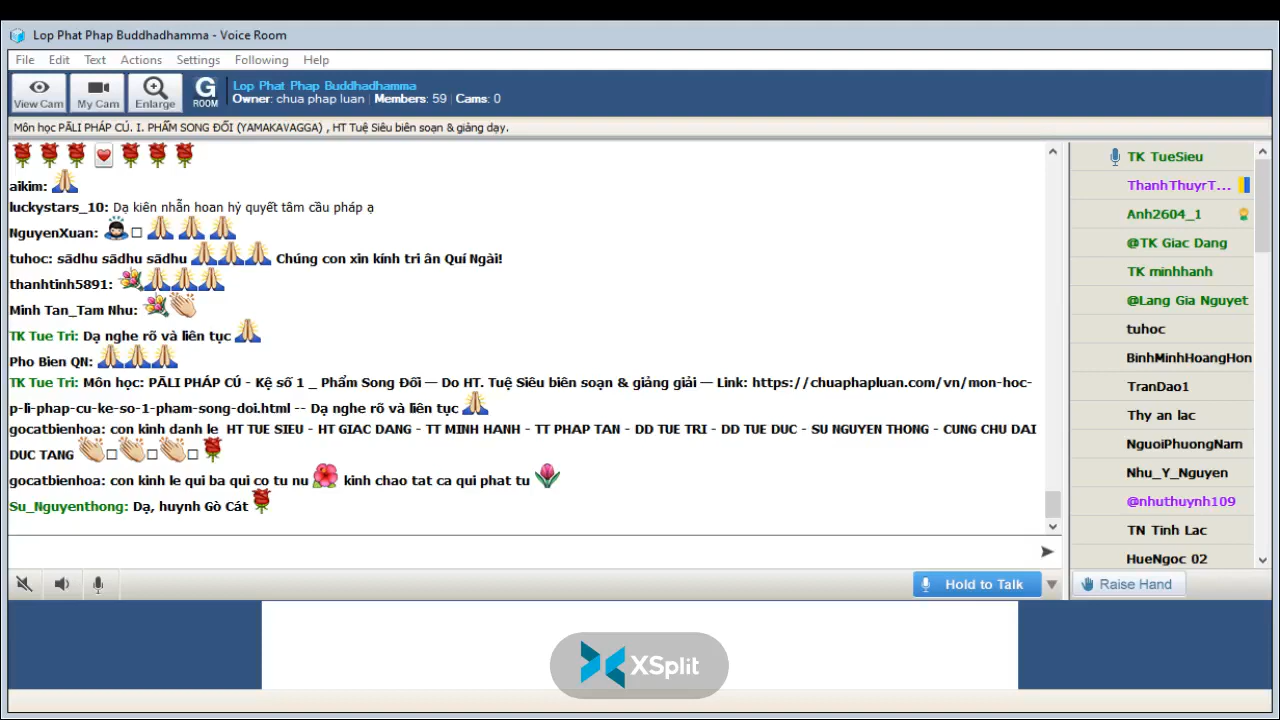 Lop Phat Phap Buddhadhamma - Voice Room
File Edit Text Actions Settings Following Help
View Cam My Cam Enlarge G ROOM
Lop Phat Phap Buddhadhamma
Owner: chua phap luan | Members: 59 | Cams: 0
Môn học PĀLI PHÁP CÚ. I. PHẨM SONG ĐỐI (YAMAKAVAGGA) , HT Tuệ Siêu biên soạn & giảng dạy.
aikim:
luckystars_10: Dạ kiên nhẫn hoan hỷ quyết tâm cầu pháp ạ
NguyenXuan:
tuhoc: sādhu sādhu sādhu Chúng con xin kính tri ân Quí Ngài!
thanhtinh5891:
Minh Tan_Tam Nhu:
TK Tue Tri: Dạ nghe rõ và liên tục
Pho Bien QN:
TK Tue Tri: Môn học: PĀLI PHÁP CÚ - Kệ số 1 _ Phẩm Song Đối — Do HT. Tuệ Siêu biên soạn & giảng giải — Link: https://chuaphapluan.com/vn/mon-hoc-
p-li-phap-cu-ke-so-1-pham-song-doi.html -- Dạ nghe rõ và liên tục
gocatbienhoa: con kinh danh le HT TUE SIEU - HT GIAC DANG - TT MINH HANH - TT PHAP TAN - DD TUE TRI - DD TUE DUC - SU NGUYEN THONG - CUNG CHU DAI
DUC TANG
gocatbienhoa: con kinh le qui ba qui co tu nu kinh chao tat ca qui phat tu
Su_Nguyenthong: Dạ, huynh Gò Cát
Hold to Talk
TK TueSieu
ThanhThuyrT...
Anh2604_1
@TK Giac Dang
TK minhhanh
@Lang Gia Nguyet
tuhoc
BinhMinhHoangHon
TranDao1
Thy an lac
NguoiPhuongNam
Nhu_Y_Nguyen
@nhuthuynh109
TN Tinh Lac
HueNgoc 02
Raise Hand
XSplit